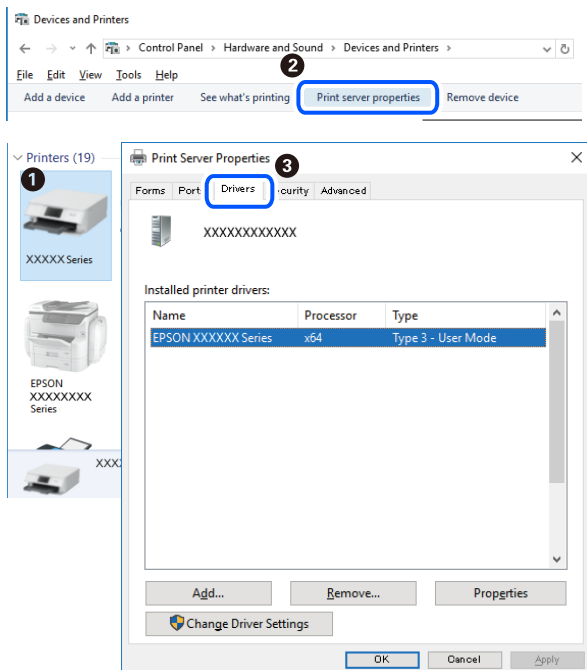 Devices and Printers
Control Panel > Hardware and Sound > Devices and Printers >
2
File Edit View Tools Help
Add a device Add a printer See what's printing Print server properties Remove device
Printers (19)
1
XXXXX Series
EPSON
XXXXXXXX
Series
XXX
Print Server Properties
3
Forms Port Drivers curity Advanced
XXXXXXXXXXXX
Installed printer drivers:
Name Processor Type
EPSON XXXXXX Series x64 Type 3 - User Mode
Add... Remove... Properties
Change Driver Settings
OK Cancel Apply